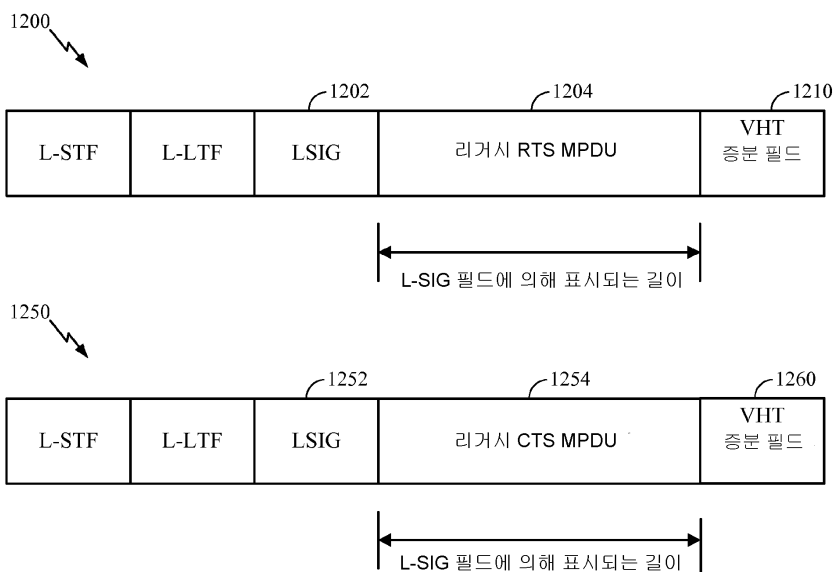 1200
1202
1204
1210
L-STF
L-LTF
LSIG
리거시 RTS MPDU
VHT
증분 필드
L-SIG 필드에 의해 표시되는 길이
1250
1252
1254
1260
L-STF
L-LTF
LSIG
리거시 CTS MPDU
VHT
증분 필드
L-SIG 필드에 의해 표시되는 길이